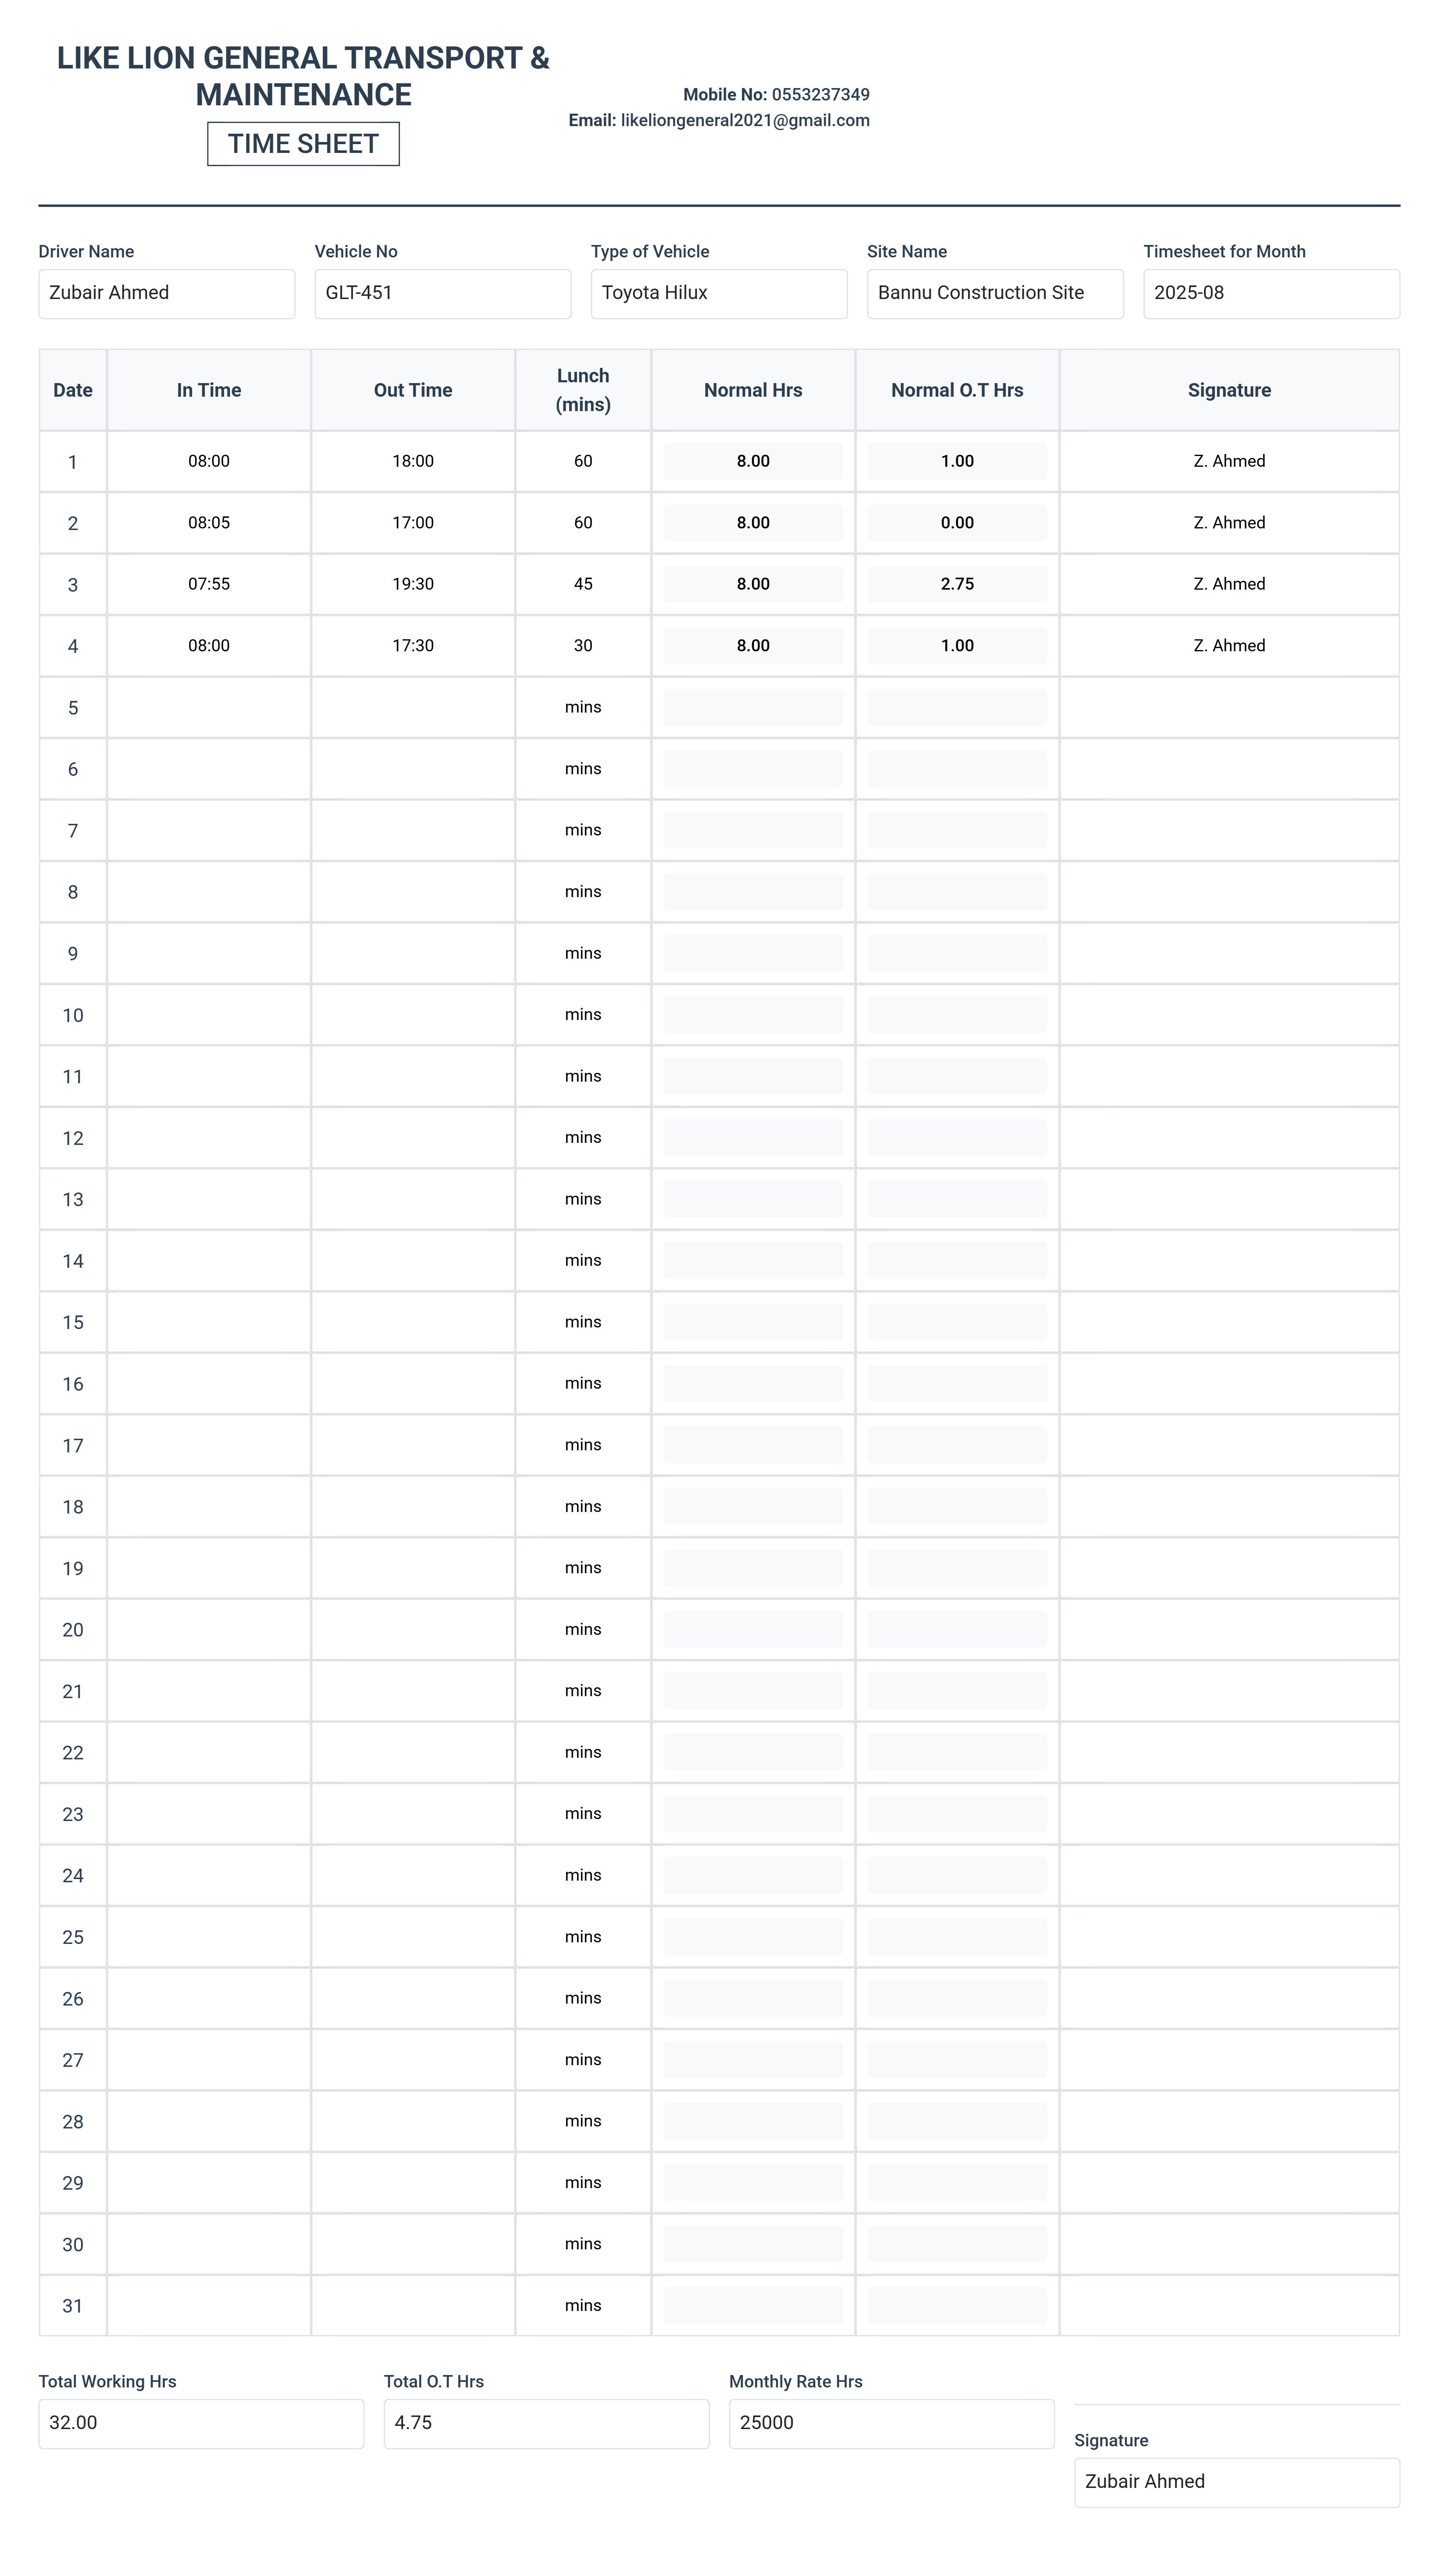 LIKE LION GENERAL TRANSPORT &
MAINTENANCE
TIME SHEET
Mobile No: 0553237349
Email: likeliongeneral2021@gmail.com
Driver Name Vehicle No Type of Vehicle Site Name Timesheet for Month
Zubair Ahmed GLT-451 Toyota Hilux Bannu Construction Site 2025-08
Date In Time Out Time Lunch (mins) Normal Hrs Normal O.T Hrs Signature
1 08:00 18:00 60 8.00 1.00 Z. Ahmed
2 08:05 17:00 60 8.00 0.00 Z. Ahmed
3 07:55 19:30 45 8.00 2.75 Z. Ahmed
4 08:00 17:30 30 8.00 1.00 Z. Ahmed
5 mins
6 mins
7 mins
8 mins
9 mins
10 mins
11 mins
12 mins
13 mins
14 mins
15 mins
16 mins
17 mins
18 mins
19 mins
20 mins
21 mins
22 mins
23 mins
24 mins
25 mins
26 mins
27 mins
28 mins
29 mins
30 mins
31 mins
Total Working Hrs Total O.T Hrs Monthly Rate Hrs
32.00 4.75 25000
Signature
Zubair Ahmed